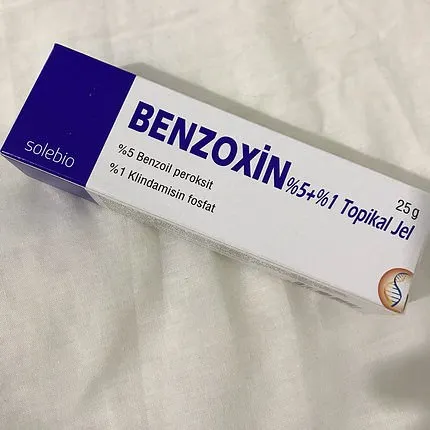 solebio
BENZOXİN %5+%1 Topikal Jel
%5 Benzoil peroksit
%1 Klindamisin fosfat
25 g